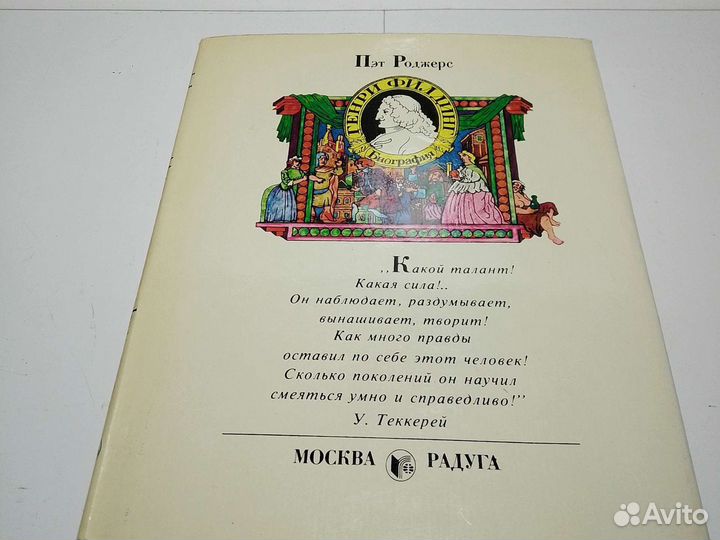 Пэт Роджерс
ГЕНРИ ФИЛДИНГ
Биография
„Какой талант!
Какая сила!..
Он наблюдает, раздумывает,
вынашивает, творит!
Как много правды
оставил по себе этот человек!
Сколько поколений он научил
смеяться умно и справедливо!"
У. Теккерей
МОСКВА РАДУГА
Avito